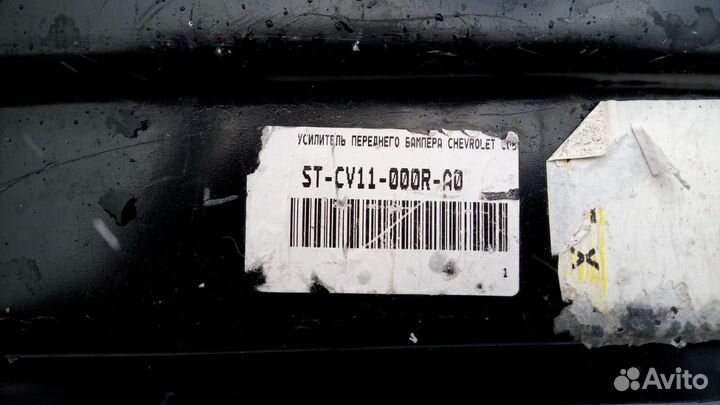 УСИЛИТЕЛЬ ПЕРЕДНЕГО БАМПЕРА CHEVROLET
ST-CV11-000R-A0
1
X
Avito